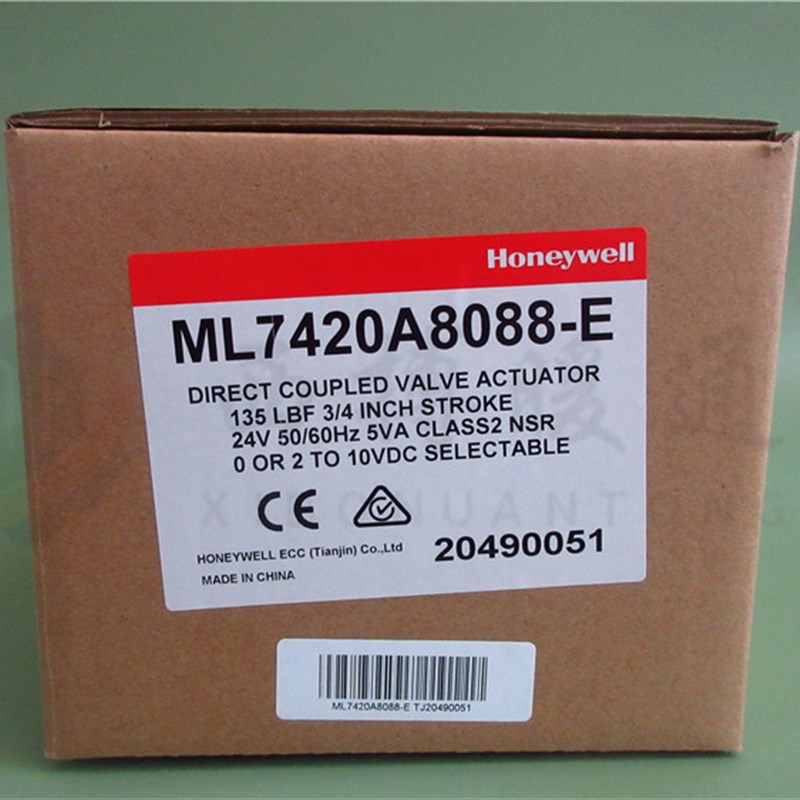 Honeywell
ML7420A8088-E
DIRECT COUPLED VALVE ACTUATOR
135 LBF 3/4 INCH STROKE
24V 50/60Hz 5VA CLASS2 NSR
0 OR 2 TO 10VDC SELECTABLE
CE
HONEYWELL ECC (Tianjin) Co.,Ltd
20490051
MADE IN CHINA
ML7420A8088-E TJ20490051